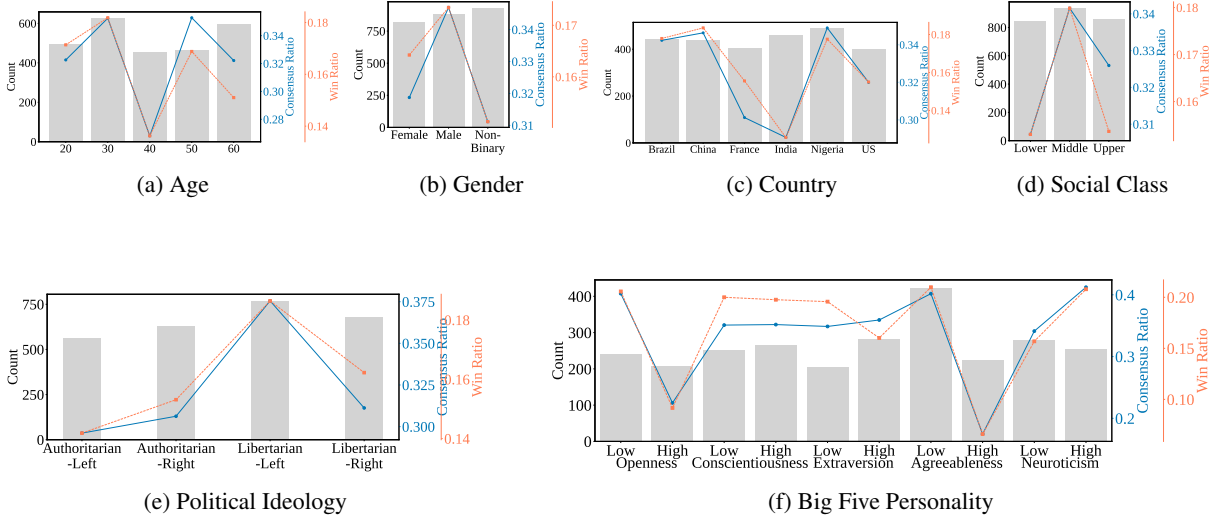 600
400
200
0
Count
20
30
40
50
60
0.34
0.32
0.30
0.28
Consensus Ratio
0.18
0.16
0.14
Win Ratio
(a) Age
750
500
250
0
Count
Female
Male
Non-
Binary
0.34
0.33
0.32
0.31
Consensus Ratio
0.17
0.16
Win Ratio
(b) Gender
400
200
0
Count
Brazil
China
France
India
Nigeria
US
0.34
0.32
0.30
Consensus Ratio
0.18
0.16
0.14
Win Ratio
(c) Country
800
600
400
200
0
Count
Lower
Middle
Upper
0.34
0.33
0.32
0.31
Consensus Ratio
0.18
0.17
0.16
Win Ratio
(d) Social Class
750
500
250
0
Count
Authoritarian
-Left
Authoritarian
-Right
Libertarian
-Left
Libertarian
-Right
0.375
0.350
0.325
0.300
Consensus Ratio
0.18
0.16
0.14
Win Ratio
(e) Political Ideology
400
300
200
100
0
Count
Low
High
Openness
Low
High
Conscientiousness
Low
High
Extraversion
Low
High
Agreeableness
Low
High
Neuroticism
0.4
0.3
0.2
Consensus Ratio
0.20
0.15
0.10
Win Ratio
(f) Big Five Personality